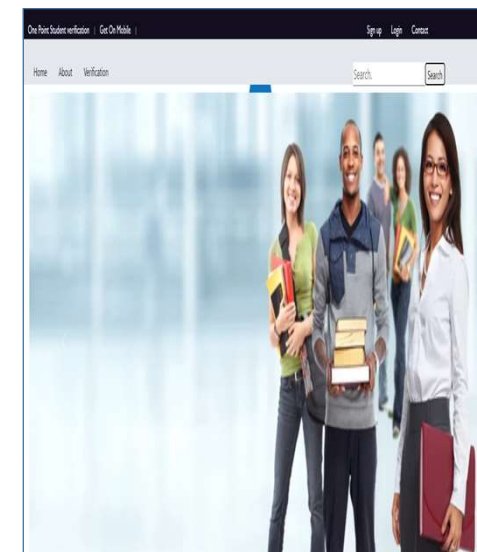 One Point Student verification | Get On Mobile | Sign up Login Contact
Home About Verification Search. Search